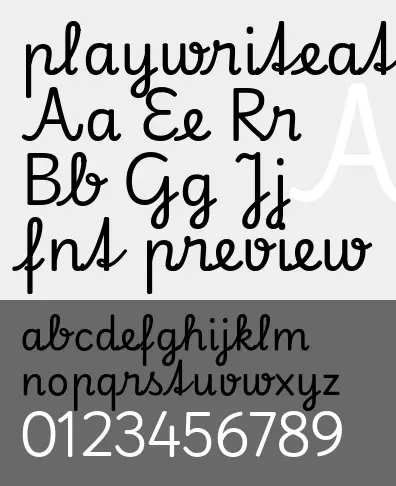 playwriteat
Aa Ee Rr
A
Bb Gg Jj
fnt preview
abcdefghijklm
nopqrstuvwxyz
0123456789